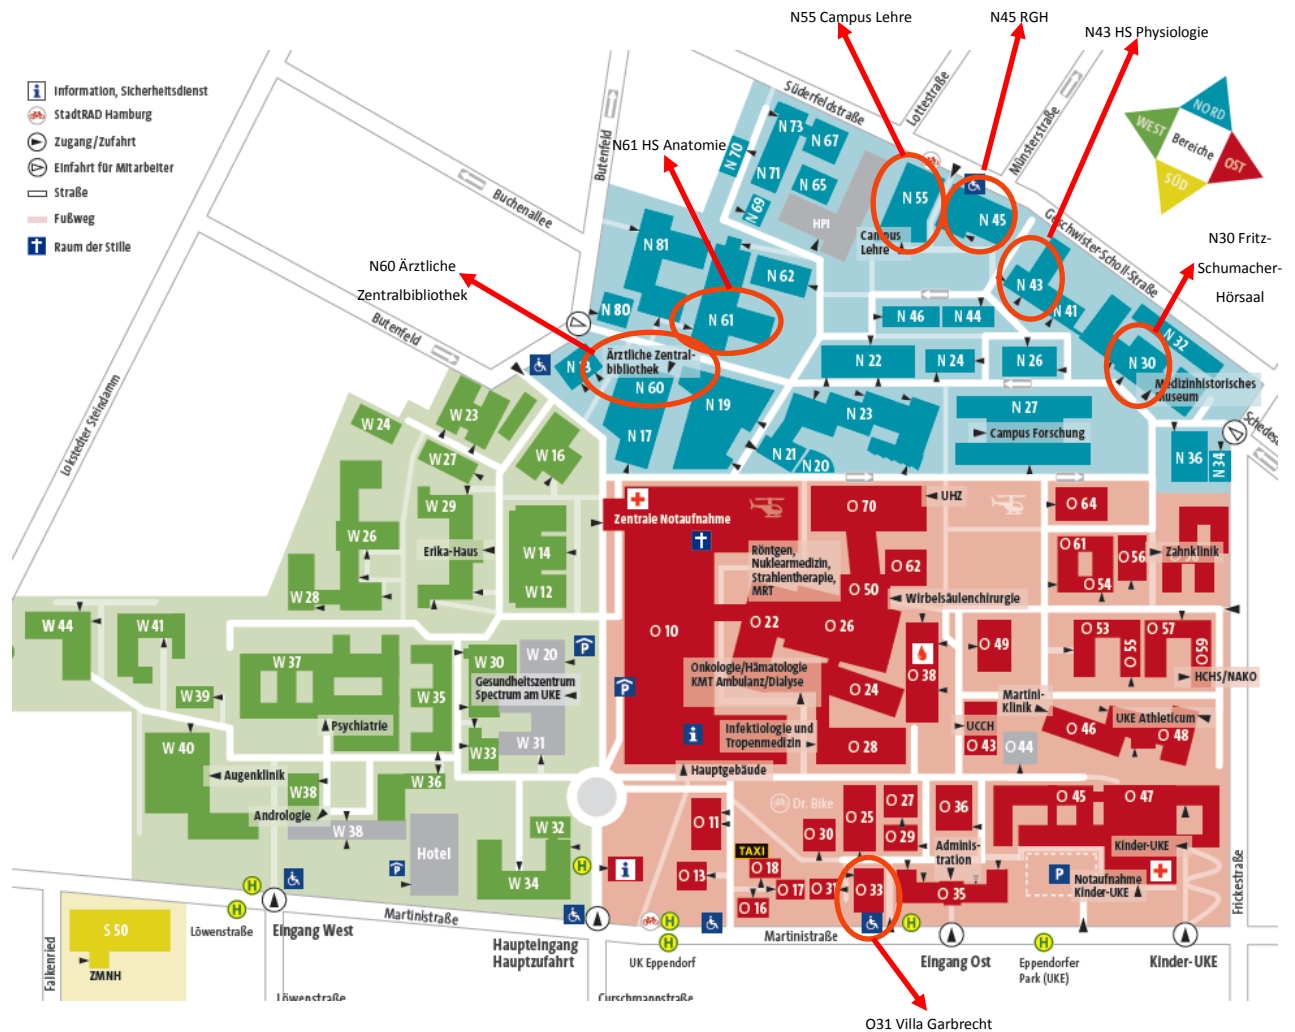 N55 Campus Lehre
N45 RGH
N43 HS Physiologie
N61 HS Anatomie
N30 Fritz-
Schumacher-
Hörsaal
N60 Ärztliche
Zentralbibliothek
O31 Villa Garbrecht
Information, Sicherheitsdienst
StadtRAD Hamburg
Zugang/Zufahrt
Einfahrt für Mitarbeiter
Straße
Fußweg
Raum der Stille
NORD
WEST
Bereiche
OST
SÜD
Süderfeldstraße
Lottestraße
Münsterstraße
Geschwister-Scholl-Straße
Butenfeld
Buchenallee
Butenfeld
Lokstedter Steindamm
N 73
N 67
N 70
N 71
N 65
N 69
HPI
N 55
N 45
Campus
Lehre
N 81
N 62
N 43
N 41
N 80
N 61
N 46
N 44
N 32
N 30
Ärztliche Zentral-
bibliothek
N 60
N 22
N 24
N 26
Medizinhistorisches
Museum
N 19
N 23
N 27
Campus Forschung
N 17
N 21
N 20
N 36
N 34
W 24
W 23
W 27
W 16
W 29
W 26
Erika-Haus
W 14
W 12
W 28
W 44
W 41
W 37
W 39
W 35
W 30
W 20
Gesundheitszentrum
Spectrum am UKE
Psychiatrie
W 33
W 31
W 40
Augenklinik
W 36
W38
Andrologie
W 38
Hotel
W 32
W 34
Zentrale Notaufnahme
O 70
UHZ
O 64
Röntgen,
Nuklearmedizin,
Strahlentherapie,
MRT
O 62
O 50
O 61
O 56
O 54
Zahnklinik
Wirbelsäulenchirurgie
O 10
O 22
O 26
O 49
O 53
O 55
O 57
O 59
Onkologie/Hämatologie
KMT Ambulanz/Dialyse
O 24
O 38
HCHS/NAKO
Martini-
Klinik
Infektiologie und
Tropenmedizin
O 28
UCCH
O 43
O 44
O 46
UKE Athleticum
O 48
Hauptgebäude
Dr. Bike
O 11
O 30
O 25
O 27
O 29
O 36
O 45
O 47
Adminis-
tration
Kinder-UKE
TAXI
O 13
O 18
O 17
O 31
O 33
O 35
O 16
P
Notaufnahme
Kinder-UKE
S 50
ZMNH
Falkenried
Löwenstraße
Eingang West
Löwenstraße
Martinistraße
Haupteingang
Hauptzufahrt
UK Eppendorf
Martinistraße
Eingang Ost
Eppendorfer
Park (UKE)
Kinder-UKE
Frickestraße
Curschmannstraße